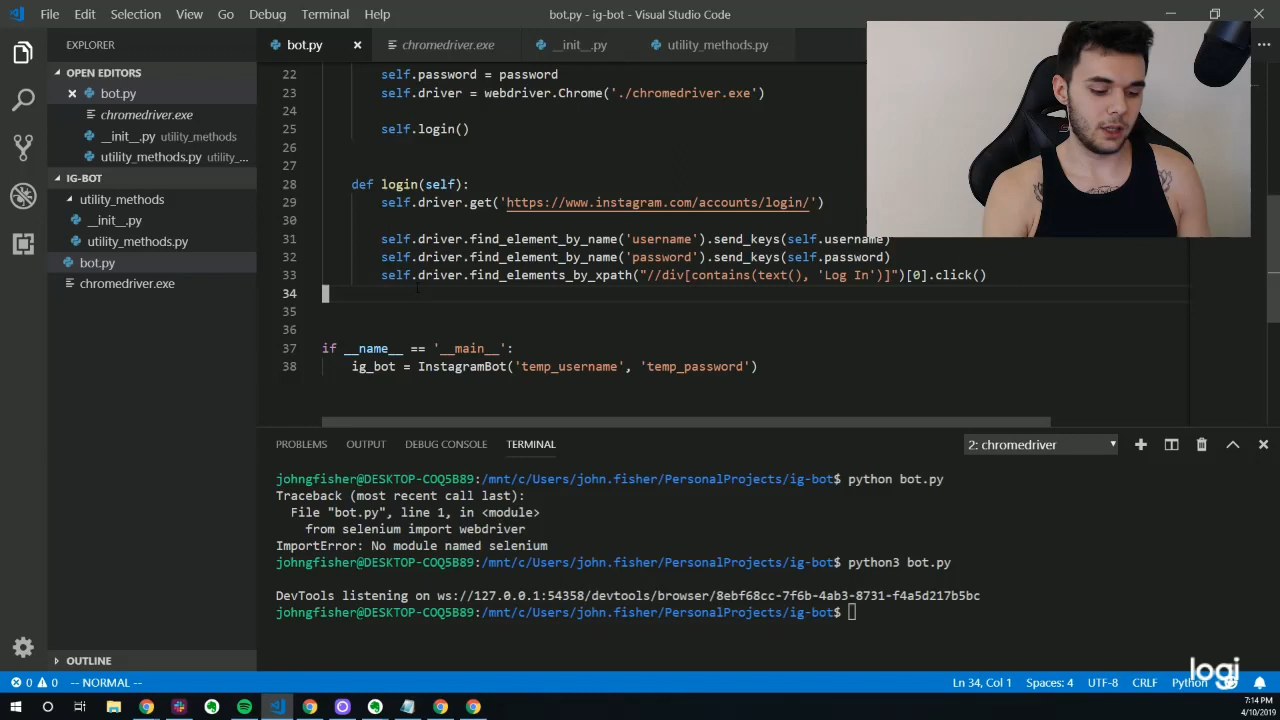 File Edit Selection View Go Debug Terminal Help
bot.py - ig-bot - Visual Studio Code
EXPLORER
OPEN EDITORS
bot.py
chromedriver.exe
__init__.py utility_methods
utility_methods.py utility_...
IG-BOT
utility_methods
__init__.py
utility_methods.py
bot.py
chromedriver.exe
OUTLINE
bot.py chromedriver.exe __init__.py utility_methods.py
22 self.password = password
23 self.driver = webdriver.Chrome('./chromedriver.exe')
24
25 self.login()
26
27
28 def login(self):
29 self.driver.get('https://www.instagram.com/accounts/login/')
30
31 self.driver.find_element_by_name('username').send_keys(self.username)
32 self.driver.find_element_by_name('password').send_keys(self.password)
33 self.driver.find_elements_by_xpath("//div[contains(text(), 'Log In')]")[0].click()
34
35
36
37 if __name__ == '__main__':
38 ig_bot = InstagramBot('temp_username', 'temp_password')
PROBLEMS OUTPUT DEBUG CONSOLE TERMINAL
2: chromedriver
johngfisher@DESKTOP-COQ5B89:/mnt/c/Users/john.fisher/PersonalProjects/ig-bot$ python bot.py
Traceback (most recent call last):
File "bot.py", line 1, in <module>
from selenium import webdriver
ImportError: No module named selenium
johngfisher@DESKTOP-COQ5B89:/mnt/c/Users/john.fisher/PersonalProjects/ig-bot$ python3 bot.py
DevTools listening on ws://127.0.0.1:54358/devtools/browser/8ebf68cc-7f6b-4ab3-8731-f4a5d217b5bc
johngfisher@DESKTOP-COQ5B89:/mnt/c/Users/john.fisher/PersonalProjects/ig-bot$
logi
0 0 -- NORMAL --
Ln 34, Col 1 Spaces: 4 UTF-8 CRLF Python
7:14 PM
4/10/2019